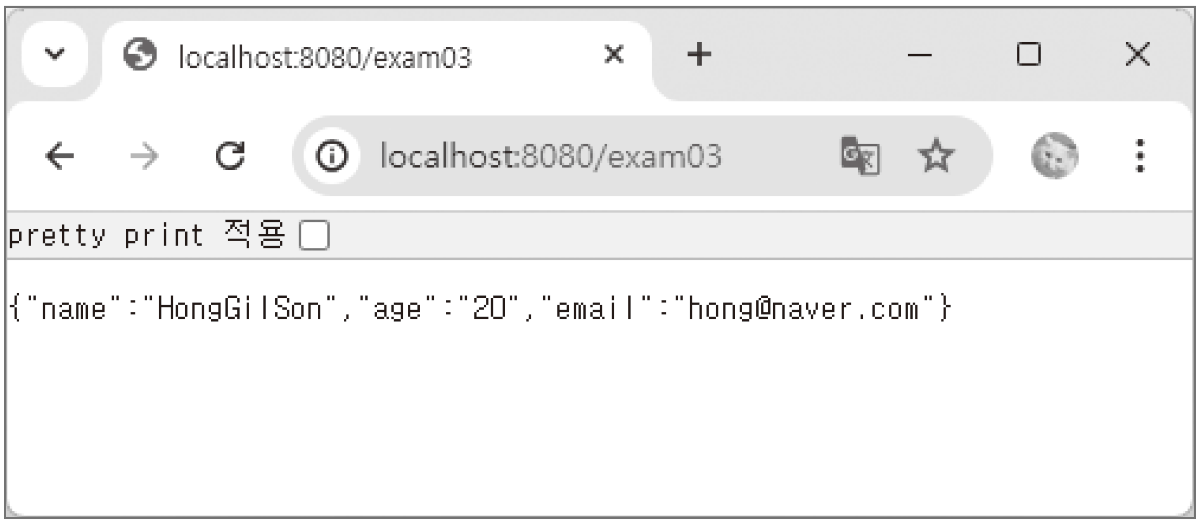 localhost:8080/exam03
localhost:8080/exam03
pretty print 적용
{"name":"HongGilSon","age":"20","email":"hong@naver.com"}